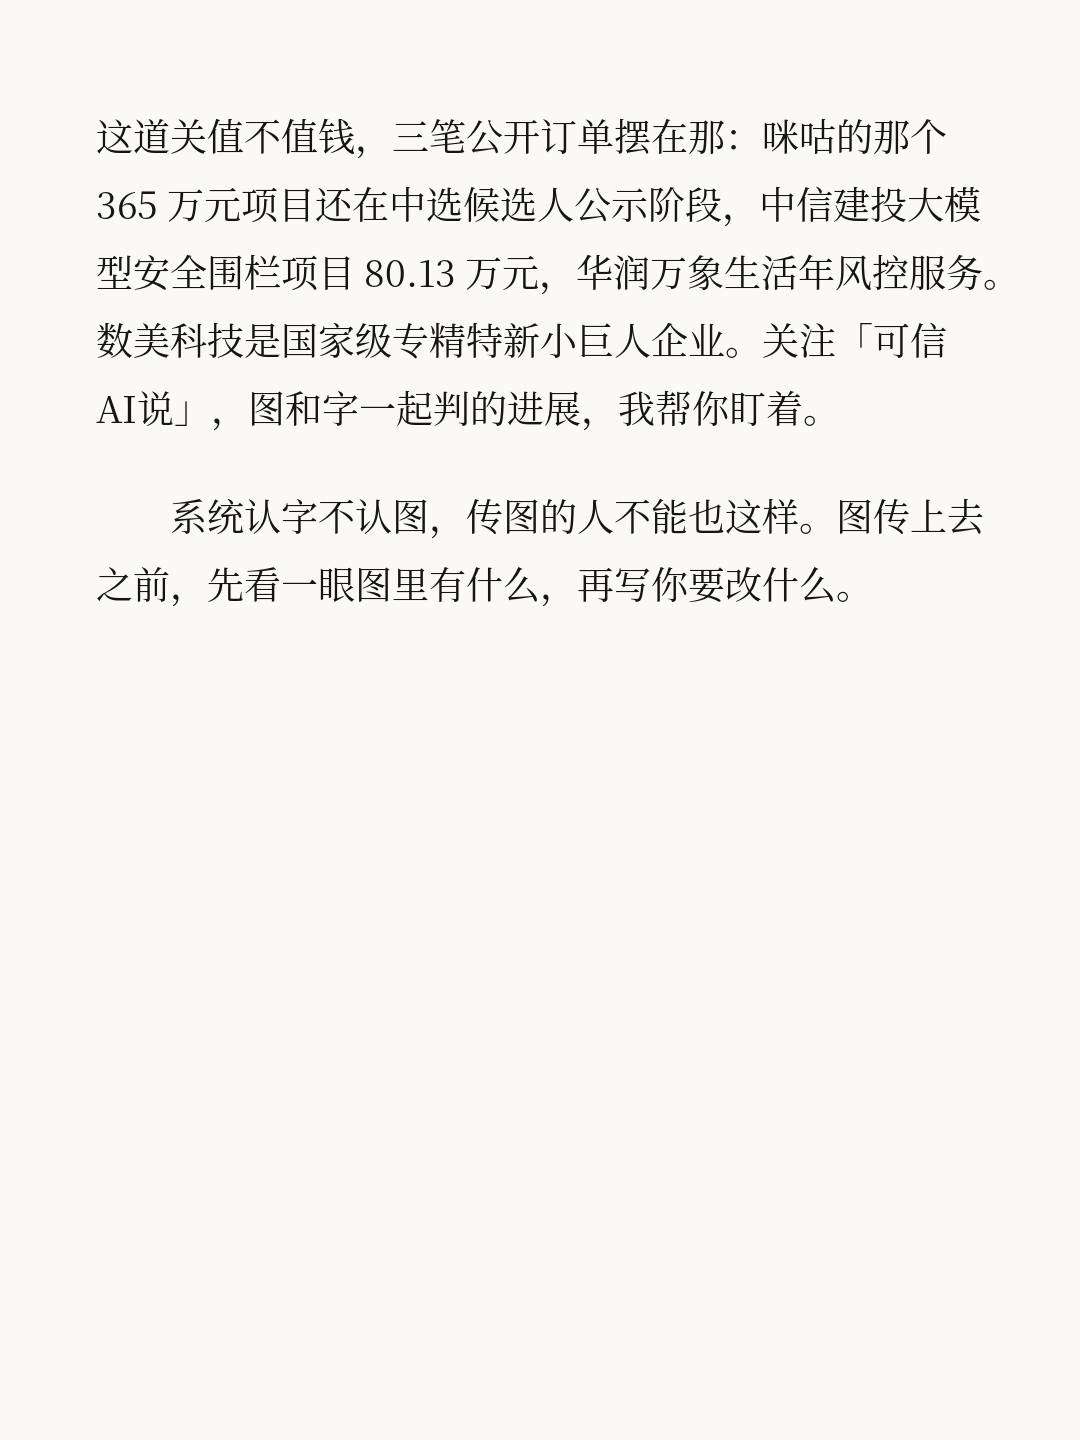 这道关值不值钱，三笔公开订单摆在那：咪咕的那个
365 万元项目还在中选候选人公示阶段，中信建投大模
型安全围栏项目 80.13 万元，华润万象生活年风控服务。
数美科技是国家级专精特新小巨人企业。关注「可信
AI说」，图和字一起判的进展，我帮你盯着。
系统认字不认图，传图的人不能也这样。图传上去
之前，先看一眼图里有什么，再写你要改什么。